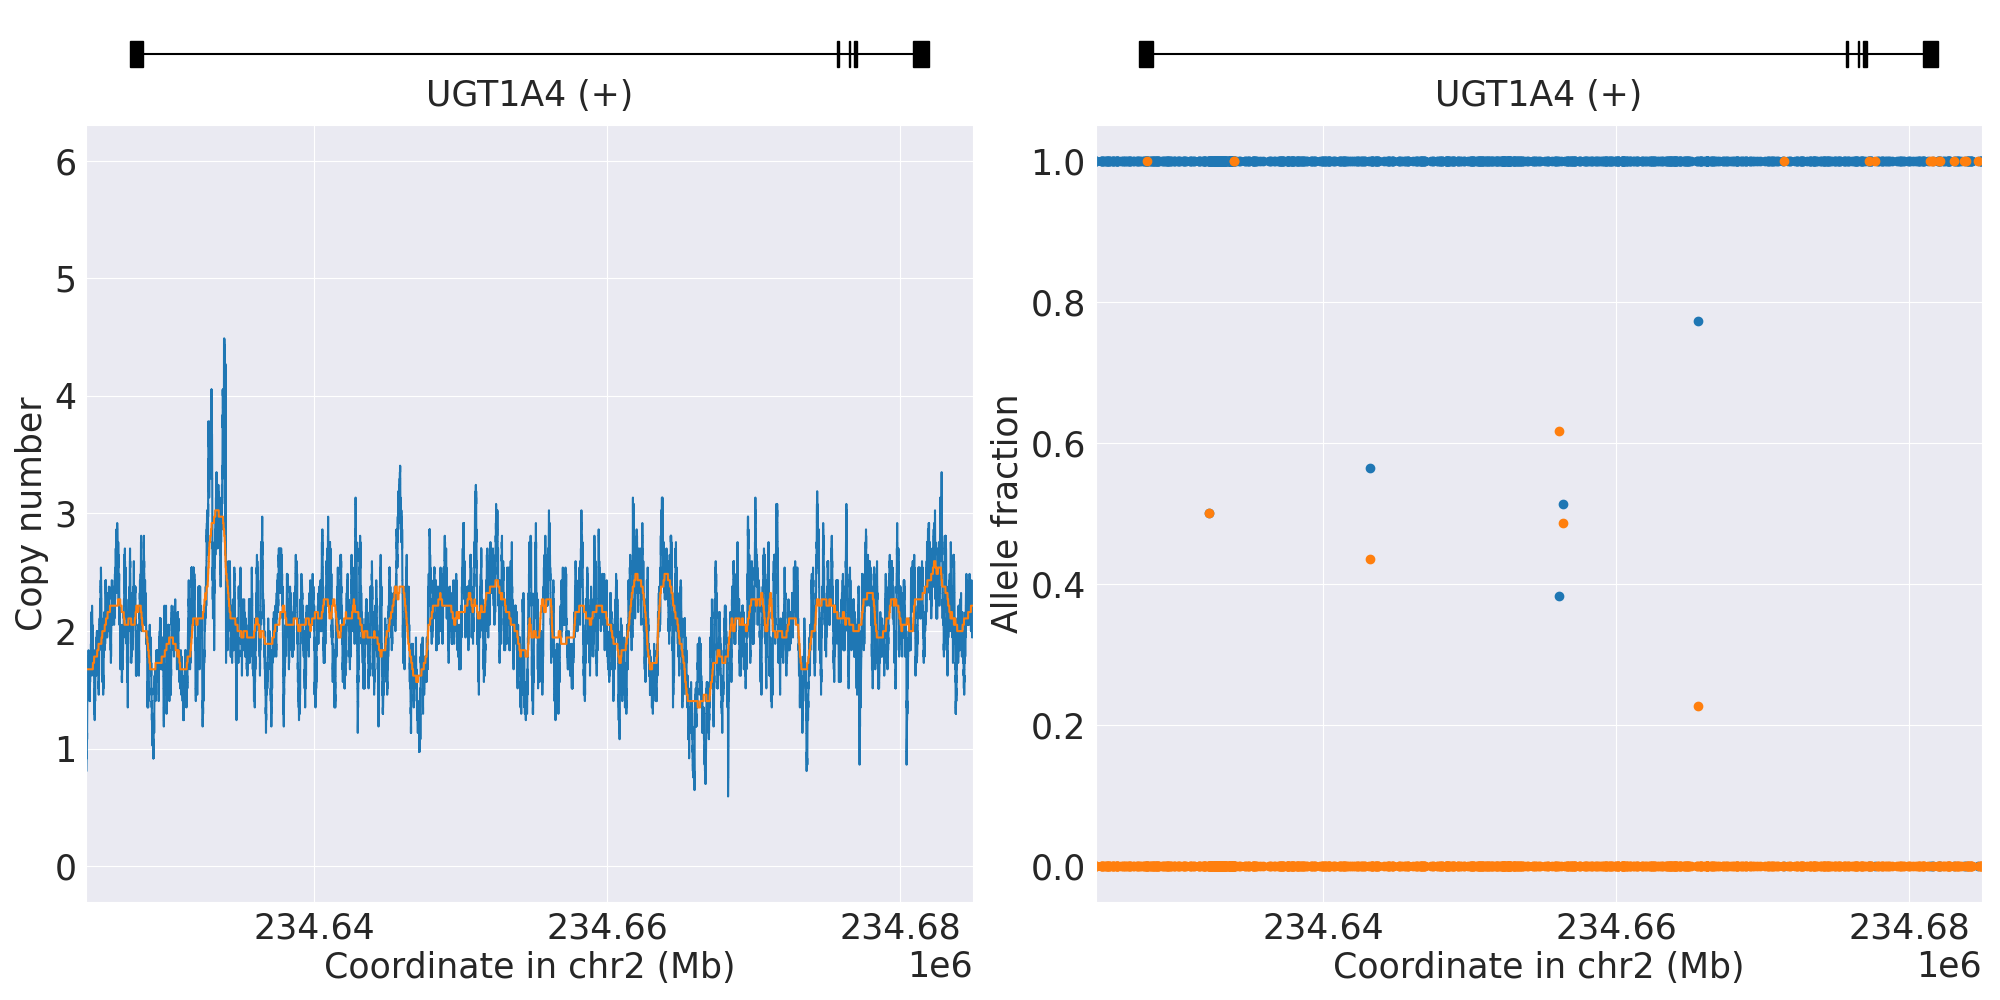 UGT1A4 (+)
6
5
4
3
2
1
0
Copy number
234.64
234.66
234.68
Coordinate in chr2 (Mb)
1e6
UGT1A4 (+)
1.0
0.8
0.6
0.4
0.2
0.0
Allele fraction
234.64
234.66
234.68
Coordinate in chr2 (Mb)
1e6